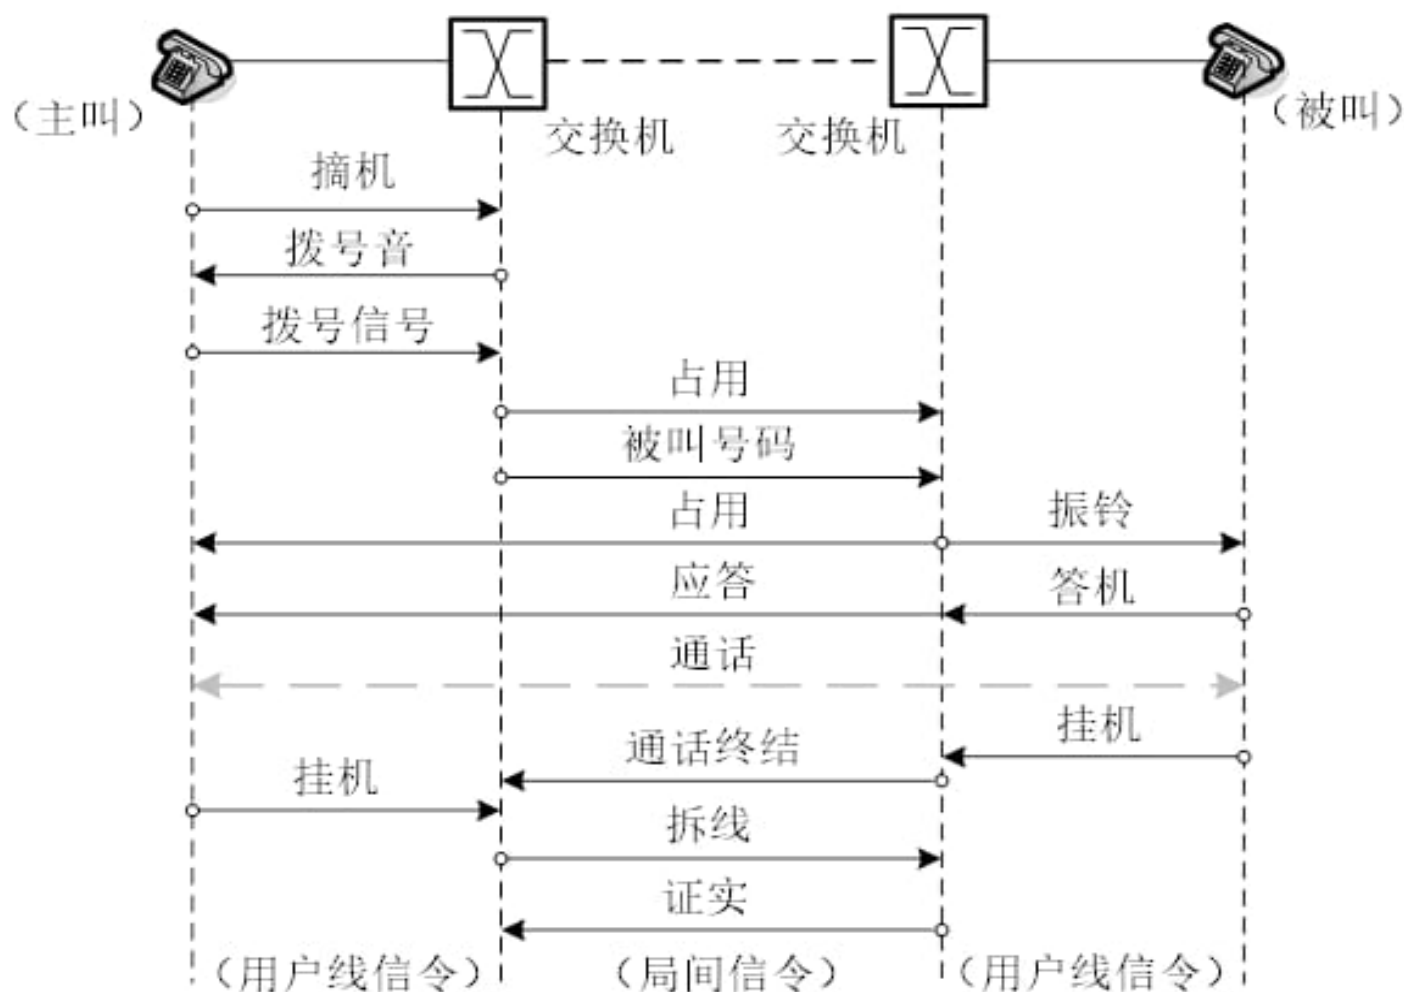 （主叫）
交换机
交换机
（被叫）
摘机
拨号音
拨号信号
占用
被叫号码
占用
振铃
应答
答机
通话
挂机
通话终结
挂机
拆线
证实
（用户线信令）
（局间信令）
（用户线信令）